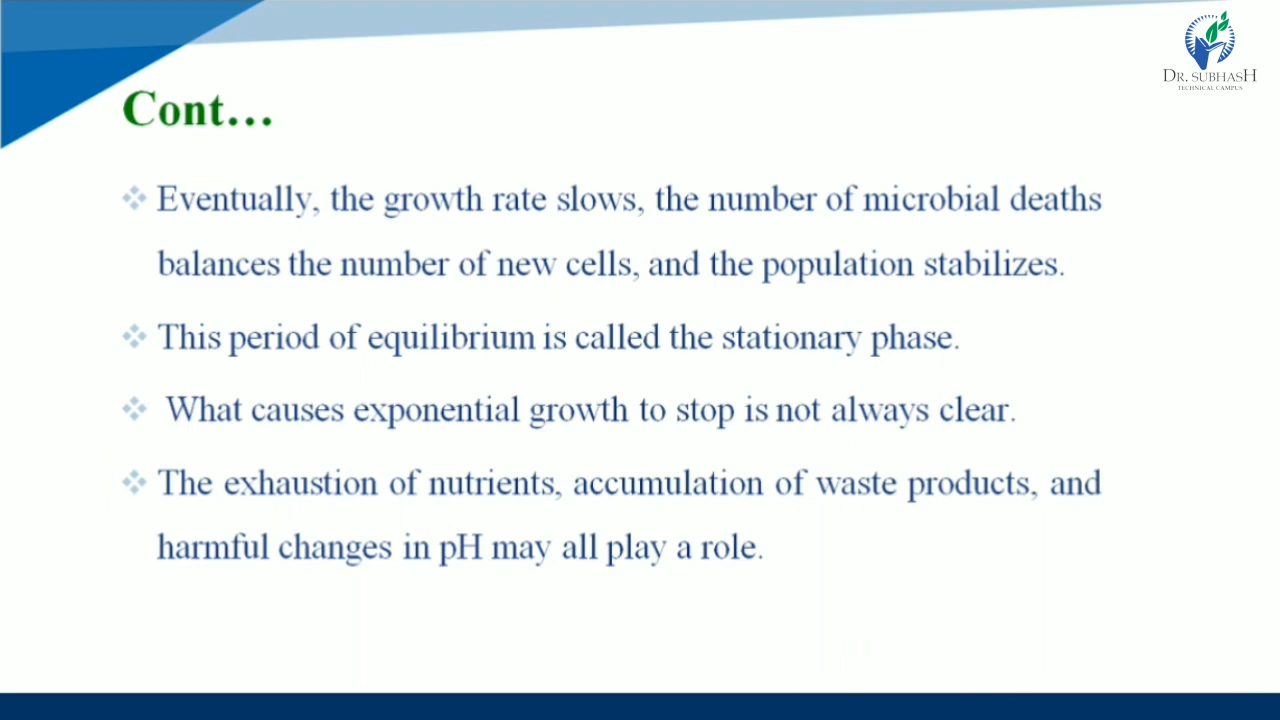 DR. SUBHASH
TECHNICAL CAMPUS
Cont...
Eventually, the growth rate slows, the number of microbial deaths
balances the number of new cells, and the population stabilizes.
This period of equilibrium is called the stationary phase.
What causes exponential growth to stop is not always clear.
The exhaustion of nutrients, accumulation of waste products, and
harmful changes in pH may all play a role.